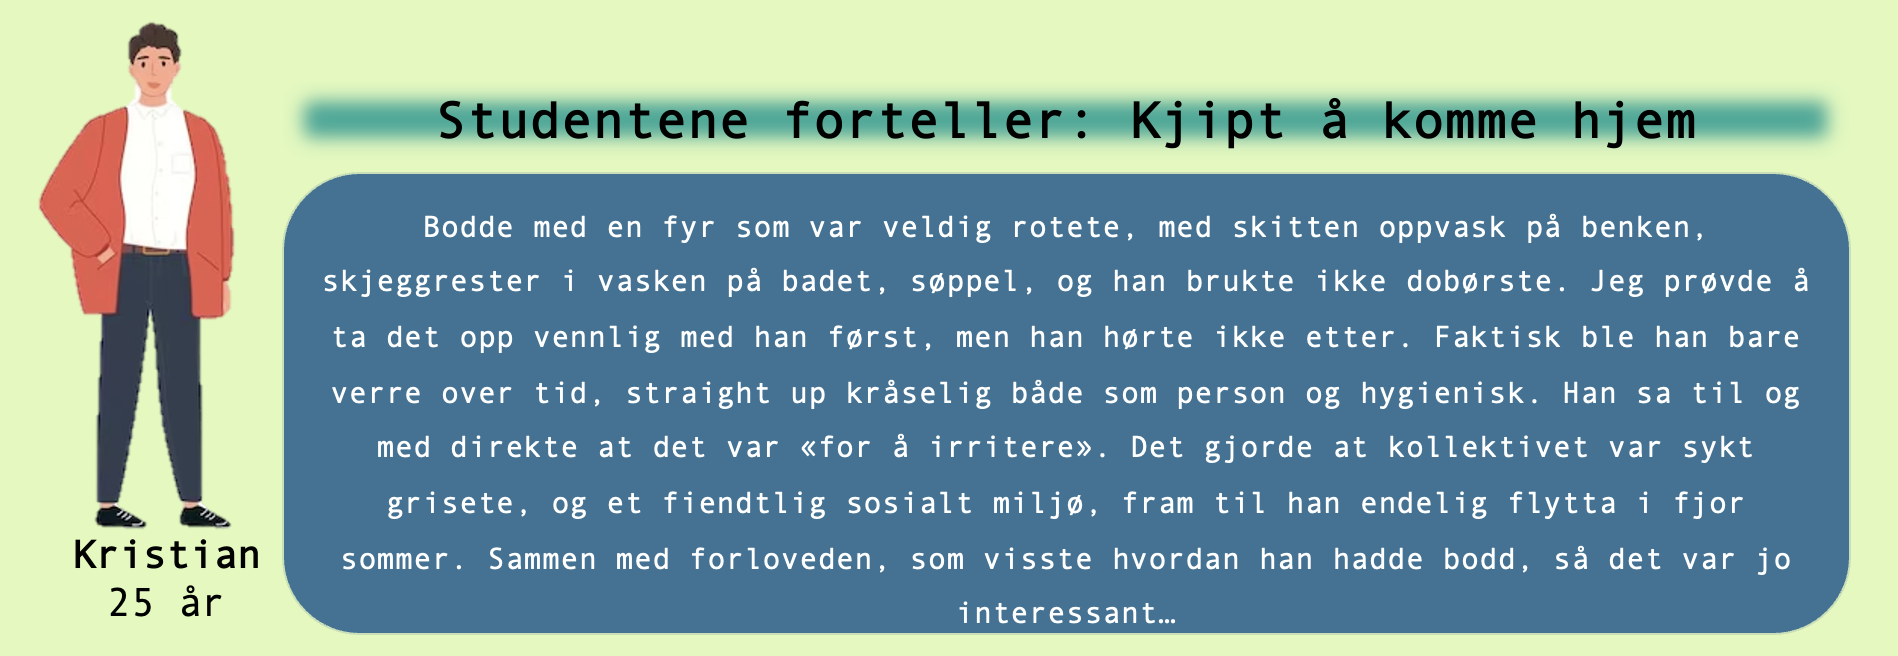 Studentene forteller: Kjipt å komme hjem
Bodde med en fyr som var veldig rotete, med skitten oppvask på benken,
skjeggrester i vasken på badet, søppel, og han brukte ikke dobørste. Jeg prøvde å
ta det opp vennlig med han først, men han hørte ikke etter. Faktisk ble han bare
verre over tid, straight up kråselig både som person og hygienisk. Han sa til og
med direkte at det var «for å irritere». Det gjorde at kollektivet var sykt
grisete, og et fiendtlig sosialt miljø, fram til han endelig flytta i fjor
sommer. Sammen med forloveden, som visste hvordan han hadde bodd, så det var jo
interessant…
Kristian
25 år